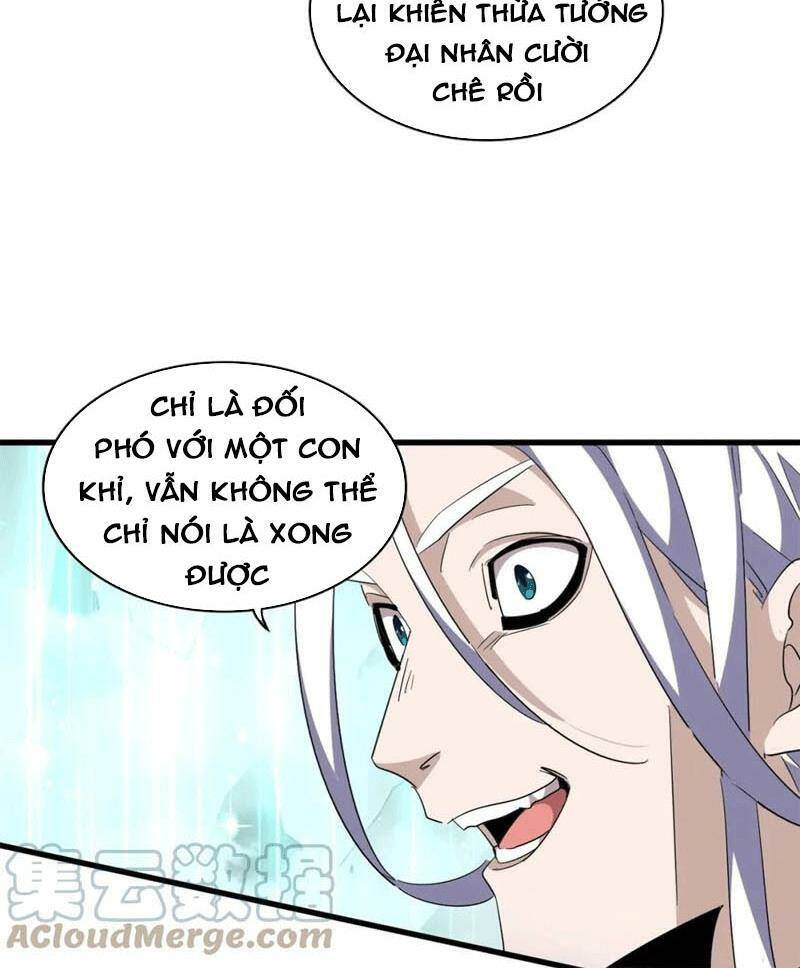 LẠI KHIẾN THỪA TƯỚNG
ĐẠI NHÂN CƯỜI
CHÊ RỒI
CHỈ LÀ ĐỐI
PHÓ VỚI MỘT CON
KHỈ, VẪN KHÔNG THỂ
CHỈ NÓI LÀ XONG
ĐƯỢC
集云数据
ACloudMerge.com